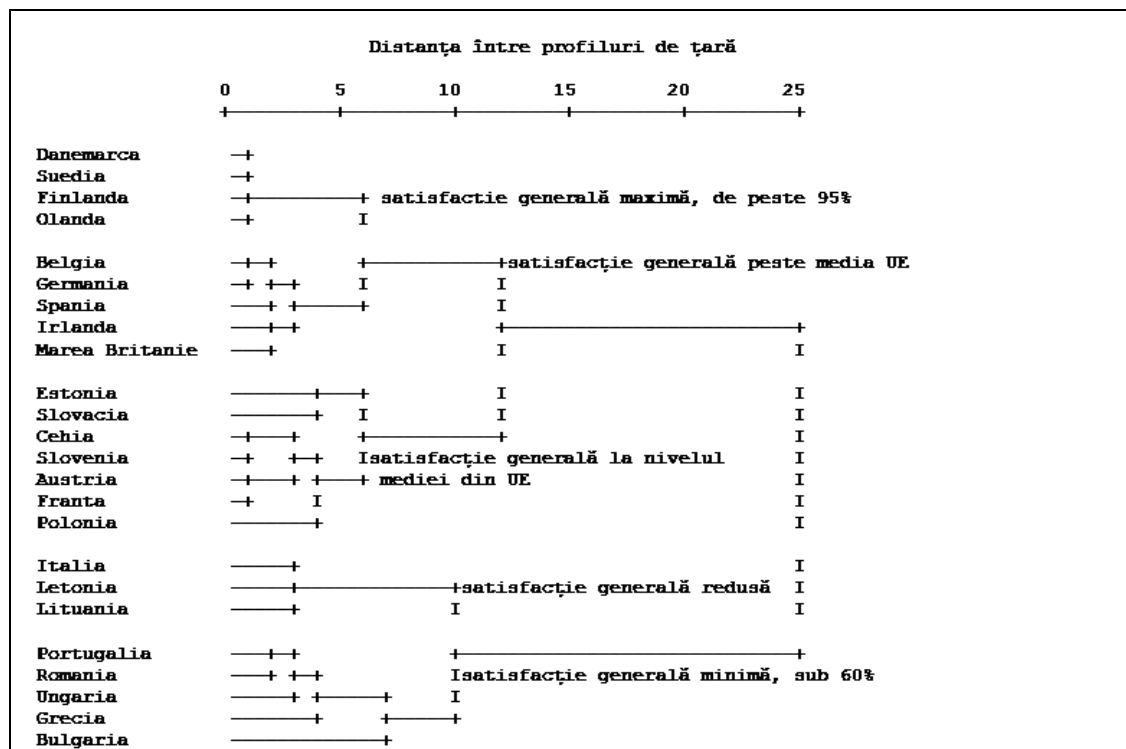 Distanța între profiluri de țară
0 5 10 15 20 25
Danemarca
Suedia
Finlanda satisfactie generală maximă, de peste 95%
Olanda
Belgia satisfacție generală peste media UE
Germania
Spania
Irlanda
Marea Britanie
Estonia
Slovacia
Cehia
Slovenia satisfacție generală la nivelul
Austria mediei din UE
Franta
Polonia
Italia
Letonia satisfacție generală redusă
Lituania
Portugalia
Romania satisfacție generală minimă, sub 60%
Ungaria
Grecia
Bulgaria